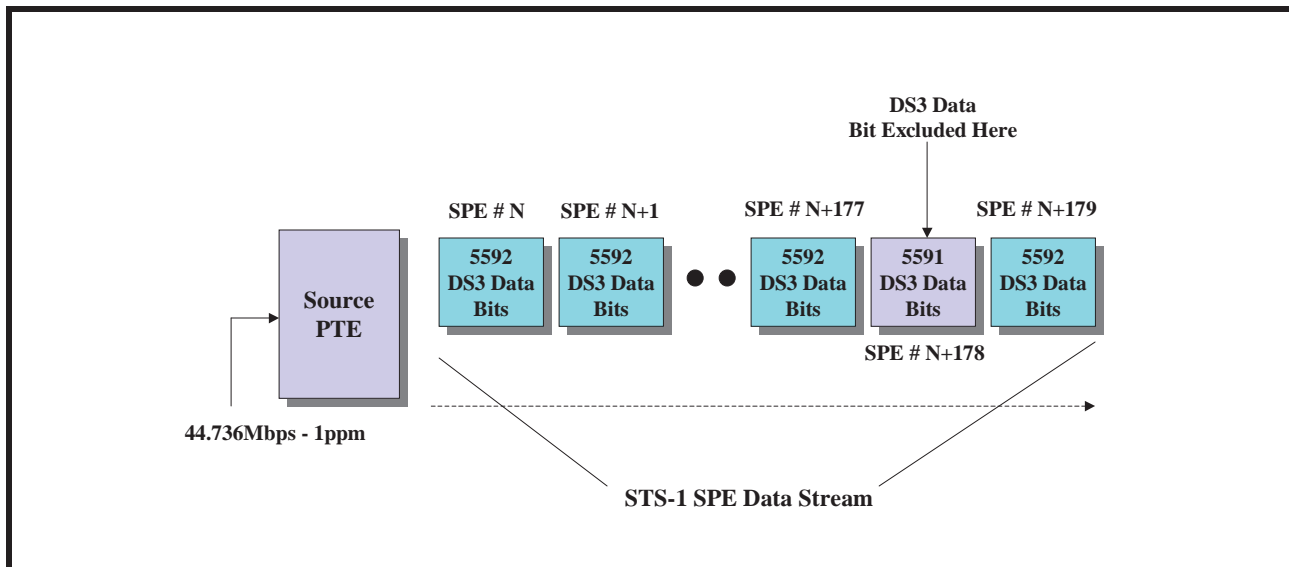 DS3 Data
Bit Excluded Here
SPE # N
SPE # N+1
SPE # N+177
SPE # N+179
Source
PTE
5592
DS3 Data
Bits
5592
DS3 Data
Bits
5592
DS3 Data
Bits
5591
DS3 Data
Bits
5592
DS3 Data
Bits
SPE # N+178
44.736Mbps - 1ppm
STS-1 SPE Data Stream